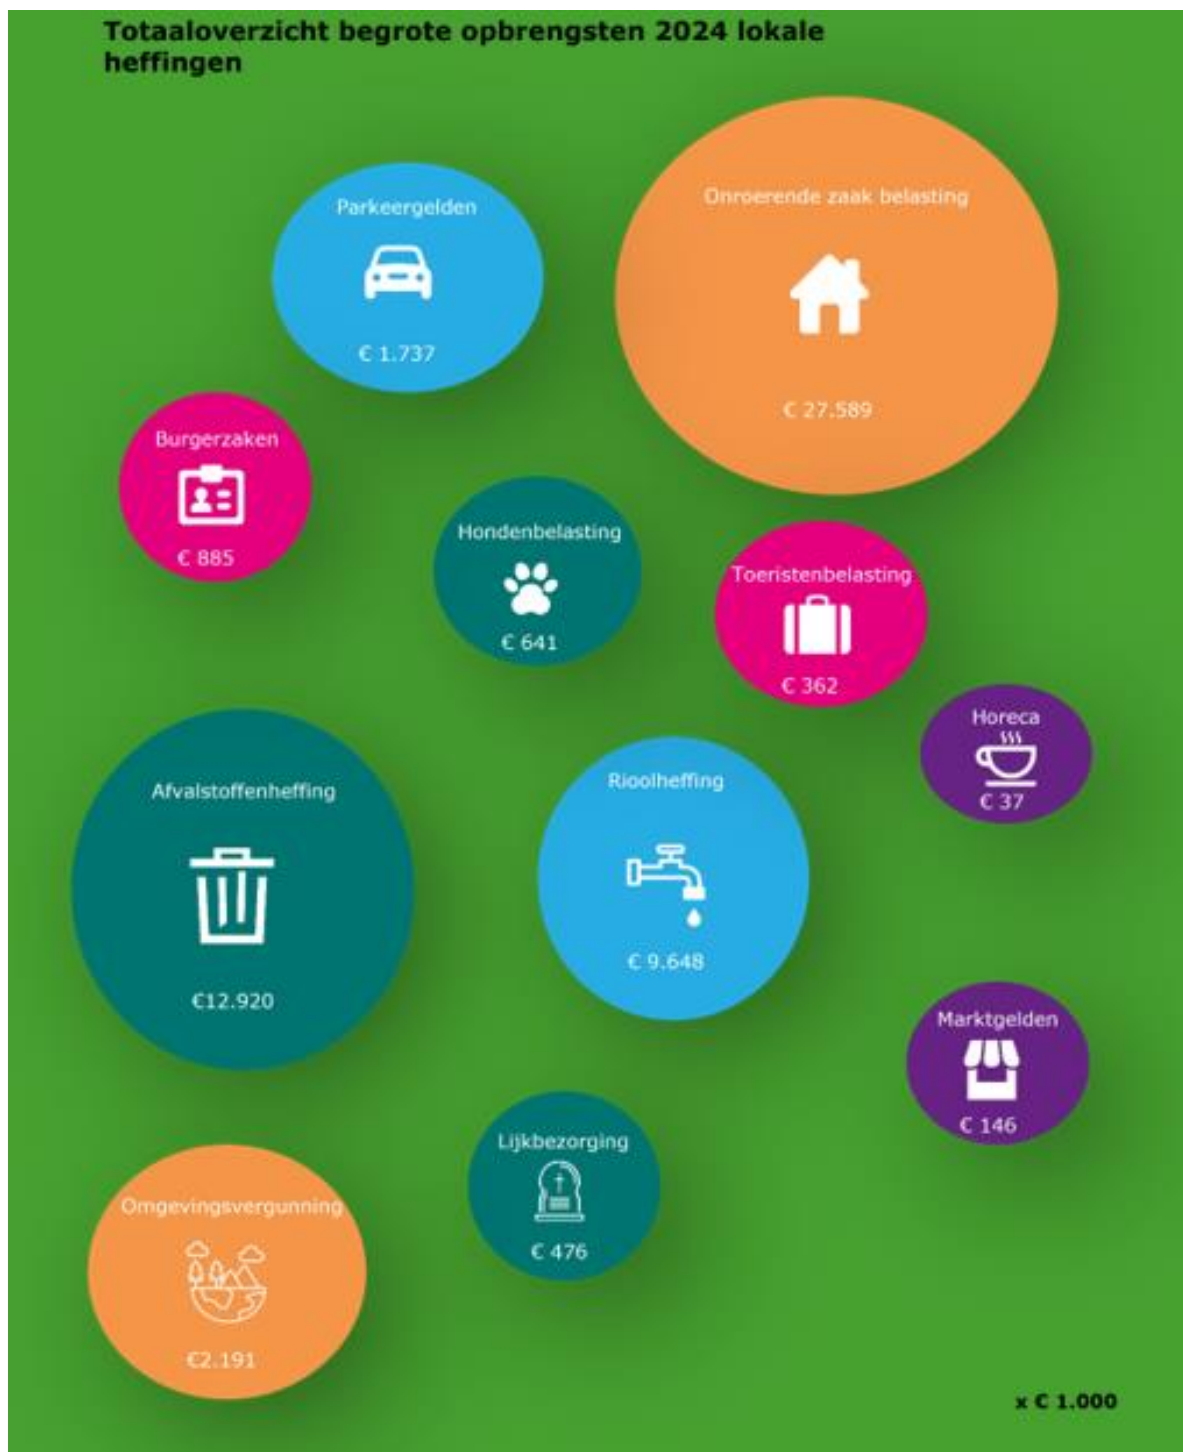 Totaaloverzicht begrote opbrengsten 2024 lokale
heffingen
Parkeergelden
€ 1.737
Onroerende zaak belasting
€ 27.589
Burgerzaken
€ 885
Hondenbelasting
€ 641
Toeristenbelasting
€ 362
Horeca
€ 37
Afvalstoffenheffing
€12.920
Rioolheffing
€ 9.648
Marktgelden
€ 146
Lijkbezorging
€ 476
Omgevingsvergunning
€2.191
x € 1.000